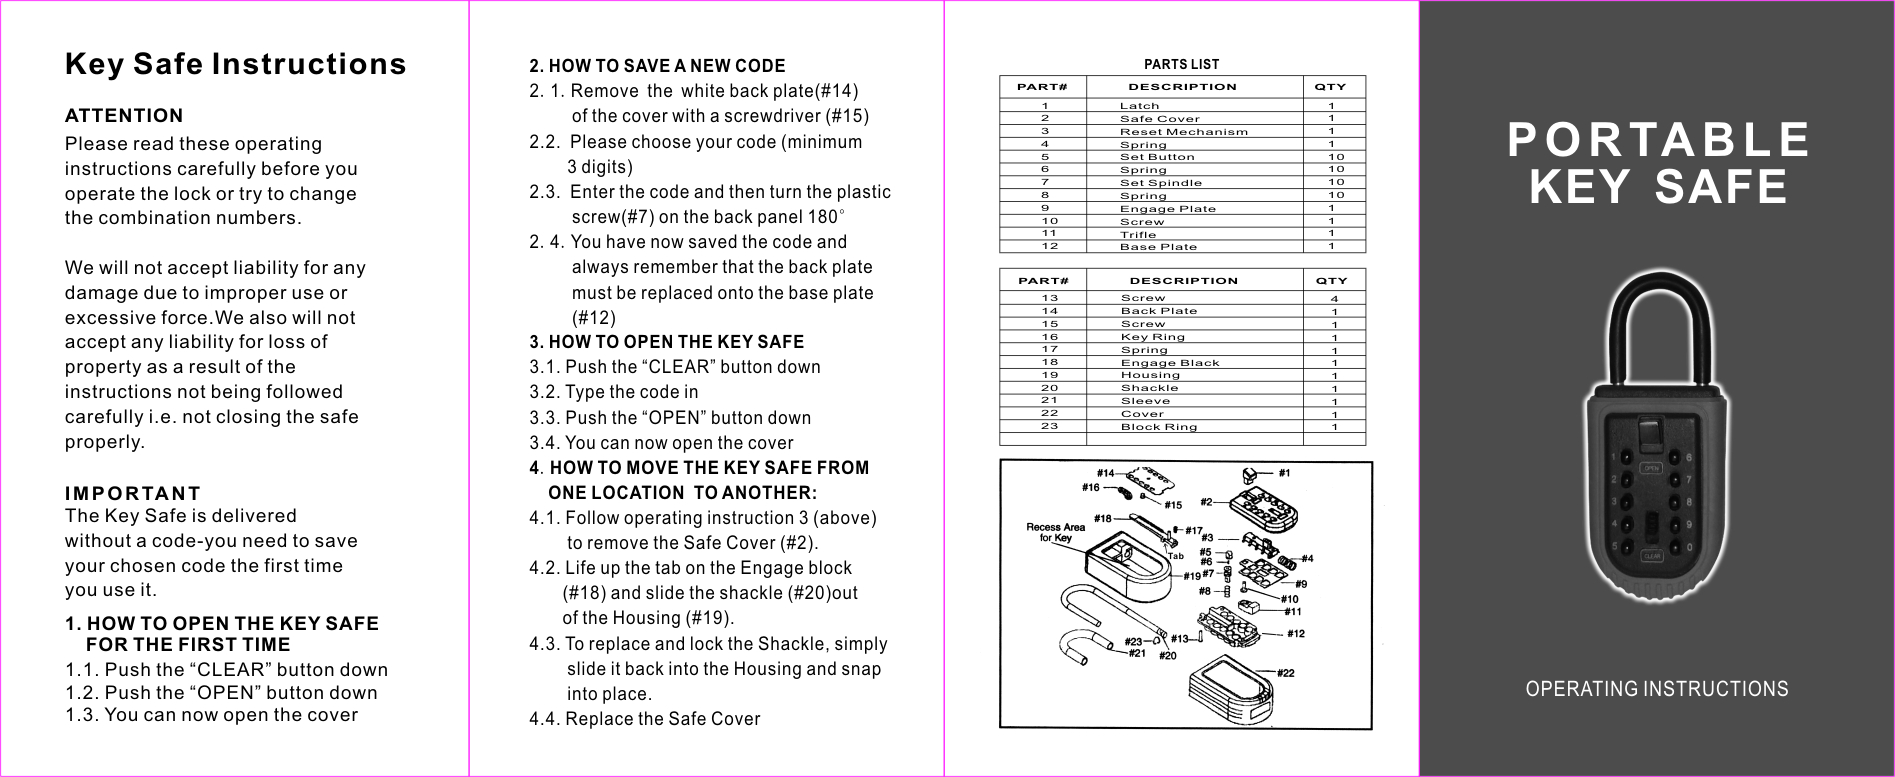 Key Safe Instructions
ATTENTION
Please read these operating
instructions carefully before you
operate the lock or try to change
the combination numbers.
We will not accept liability for any
damage due to improper use or
excessive force.We also will not
accept any liability for loss of
property as a result of the
instructions not being followed
carefully i.e. not closing the safe
properly.
IMPORTANT
The Key Safe is delivered
without a code-you need to save
your chosen code the first time
you use it.
1. HOW TO OPEN THE KEY SAFE
FOR THE FIRST TIME
1.1. Push the “CLEAR” button down
1.2. Push the “OPEN” button down
1.3. You can now open the cover
2. HOW TO SAVE A NEW CODE
2. 1. Remove the white back plate(#14)
of the cover with a screwdriver (#15)
2.2. Please choose your code (minimum
3 digits)
2.3. Enter the code and then turn the plastic
screw(#7) on the back panel 180°
2. 4. You have now saved the code and
always remember that the back plate
must be replaced onto the base plate
(#12)
3. HOW TO OPEN THE KEY SAFE
3.1. Push the “CLEAR” button down
3.2. Type the code in
3.3. Push the “OPEN” button down
3.4. You can now open the cover
4. HOW TO MOVE THE KEY SAFE FROM
ONE LOCATION TO ANOTHER:
4.1. Follow operating instruction 3 (above)
to remove the Safe Cover (#2).
4.2. Life up the tab on the Engage block
(#18) and slide the shackle (#20)out
of the Housing (#19).
4.3. To replace and lock the Shackle, simply
slide it back into the Housing and snap
into place.
4.4. Replace the Safe Cover
PARTS LIST
PART# DESCRIPTION QTY
1 Latch 1
2 Safe Cover 1
3 Reset Mechanism 1
4 Spring 1
5 Set Button 10
6 Spring 10
7 Set Spindle 10
8 Spring 10
9 Engage Plate 1
10 Screw 1
11 Trifle 1
12 Base Plate 1
PART# DESCRIPTION QTY
13 Screw 4
14 Back Plate 1
15 Screw 1
16 Key Ring 1
17 Spring 1
18 Engage Black 1
19 Housing 1
20 Shackle 1
21 Sleeve 1
22 Cover 1
23 Block Ring 1
#14
#1
#16
#15
#2
#18
#17
Recess Area
for Key
#3
Tab
#5
#6
#4
#19
#7
#9
#8
#10
#11
#12
#23
#13
#21
#20
#22
PORTABLE
KEY SAFE
1 6
OPEN
2 7
3 8
4 9
5 CLEAR 0
OPERATING INSTRUCTIONS